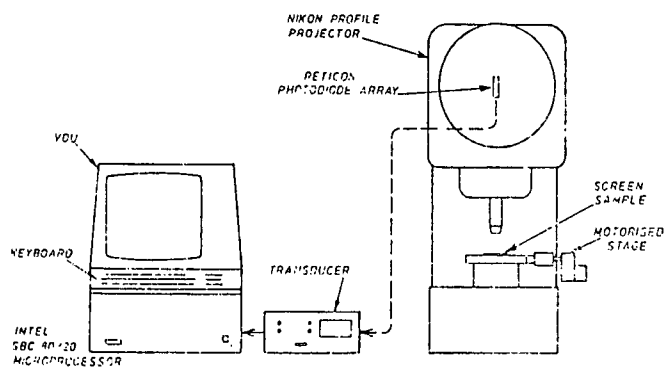 NIKON PROFILE
PROJECTOR
RETICON
PHOTODIODE ARRAY
VDU
SCREEN
SAMPLE
MOTORISED
STAGE
KEYBOARD
TRANSDUCER
INTEL
SBC 80/20
MICROPROCESSOR